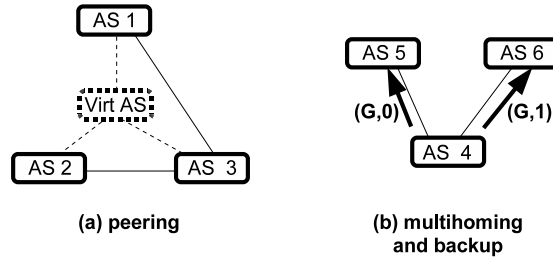 AS 1
Virt AS
AS 2
AS 3
(a) peering
AS 5
AS 6
(G,0)
(G,1)
AS 4
(b) multihoming
and backup